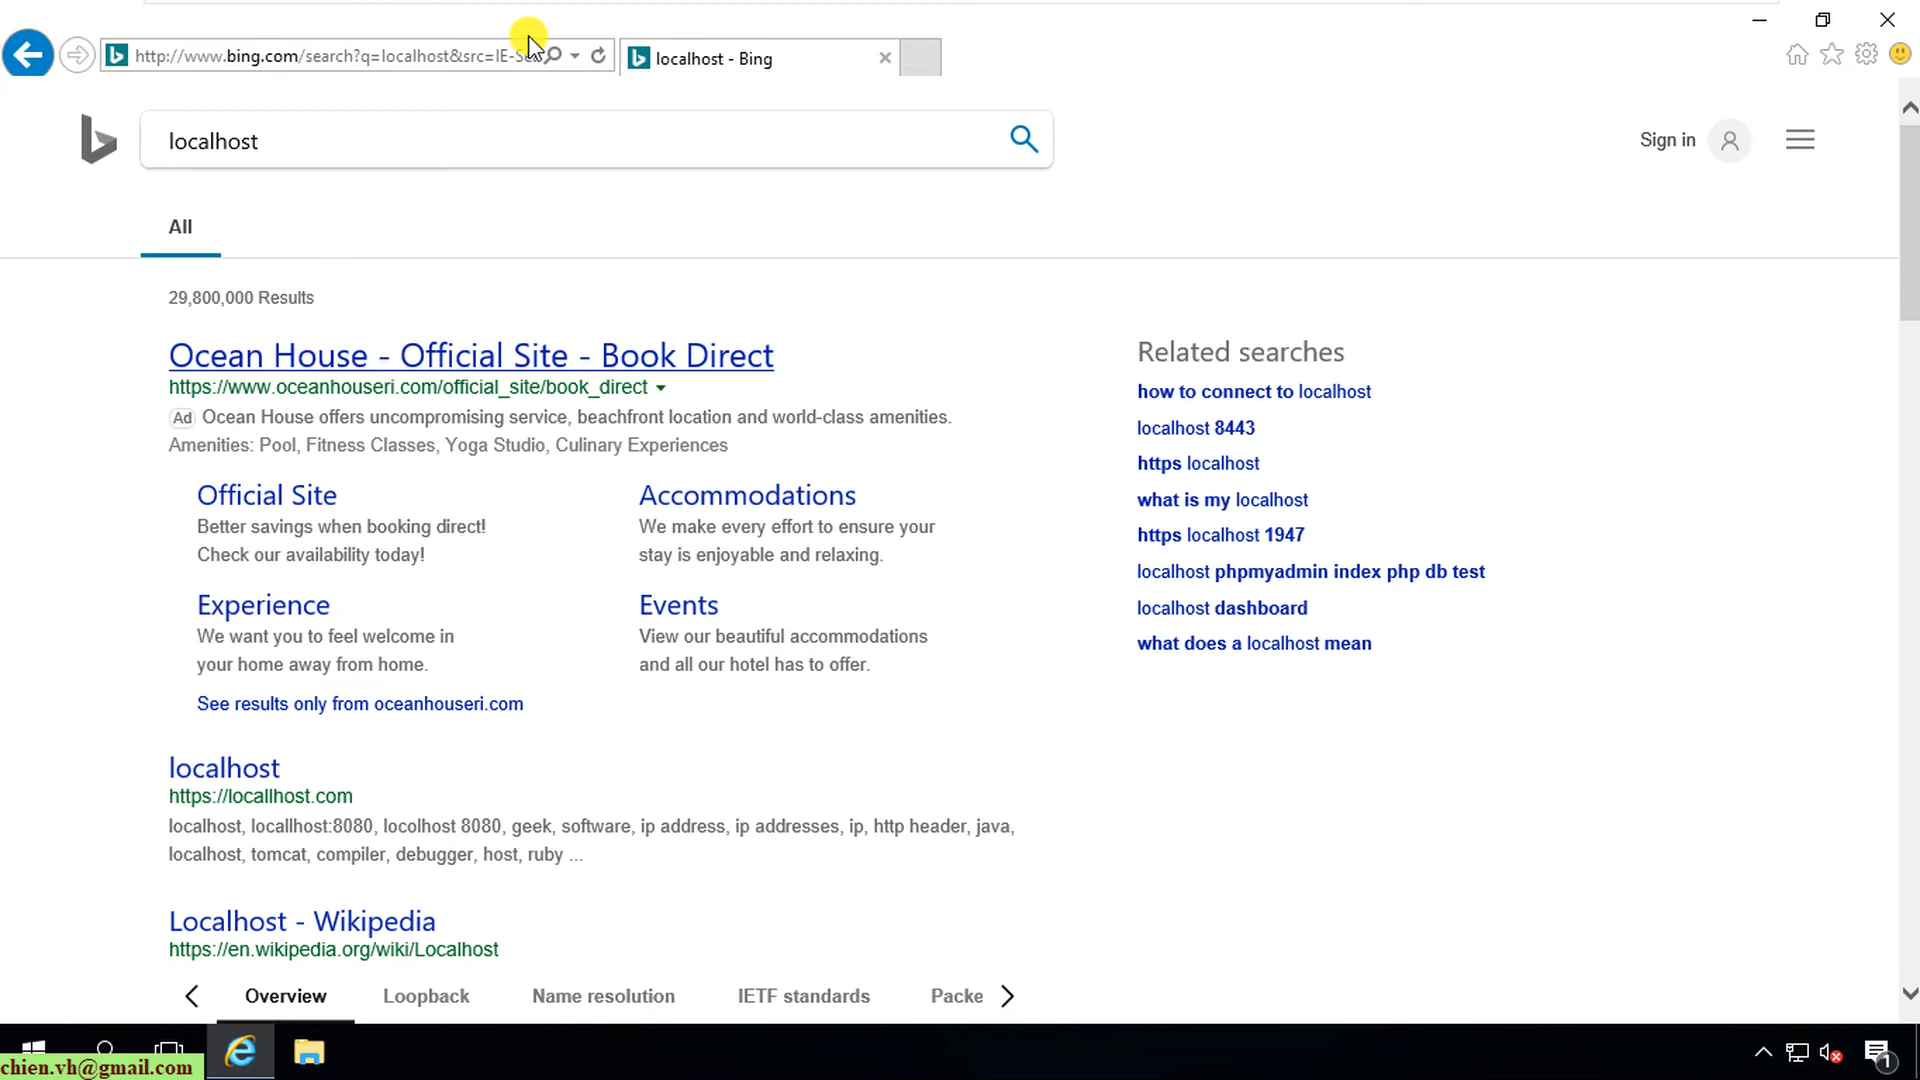 http://www.bing.com/search?q=localhost&src=IE-Se
localhost - Bing
localhost
Sign in
All
29,800,000 Results
Ocean House - Official Site - Book Direct
https://www.oceanhouseri.com/official_site/book_direct
Ad Ocean House offers uncompromising service, beachfront location and world-class amenities.
Amenities: Pool, Fitness Classes, Yoga Studio, Culinary Experiences
Official Site
Better savings when booking direct!
Check our availability today!
Accommodations
We make every effort to ensure your
stay is enjoyable and relaxing.
Experience
We want you to feel welcome in
your home away from home.
Events
View our beautiful accommodations
and all our hotel has to offer.
See results only from oceanhouseri.com
localhost
https://locallhost.com
localhost, locallhost:8080, locolhost 8080, geek, software, ip address, ip addresses, ip, http header, java,
localhost, tomcat, compiler, debugger, host, ruby ...
Localhost - Wikipedia
https://en.wikipedia.org/wiki/Localhost
Overview Loopback Name resolution IETF standards Packe
Related searches
how to connect to localhost
localhost 8443
https localhost
what is my localhost
https localhost 1947
localhost phpmyadmin index php db test
localhost dashboard
what does a localhost mean
chien.vh@gmail.com
1